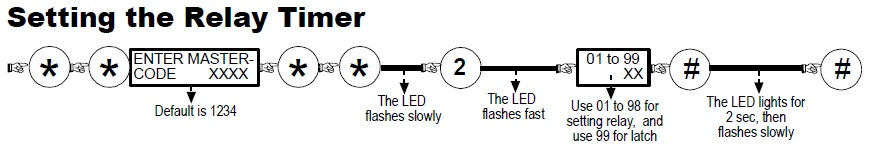 Setting the Relay Timer
* * ENTER MASTER- * * 2 01 to 99 # #
CODE XXXX XX
Default is 1234
The LED
flashes slowly
The LED
flashes fast
Use 01 to 98 for
setting relay, and
use 99 for latch
The LED lights for
2 sec, then
flashes slowly